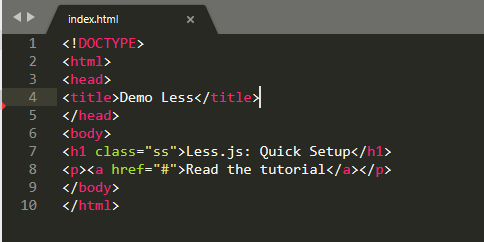 index.html
1 <!DOCTYPE>
2 <html>
3 <head>
4 <title>Demo Less</title>
5 </head>
6 <body>
7 <h1 class="ss">Less.js: Quick Setup</h1>
8 <p><a href="#">Read the tutorial</a></p>
9 </body>
10 </html>